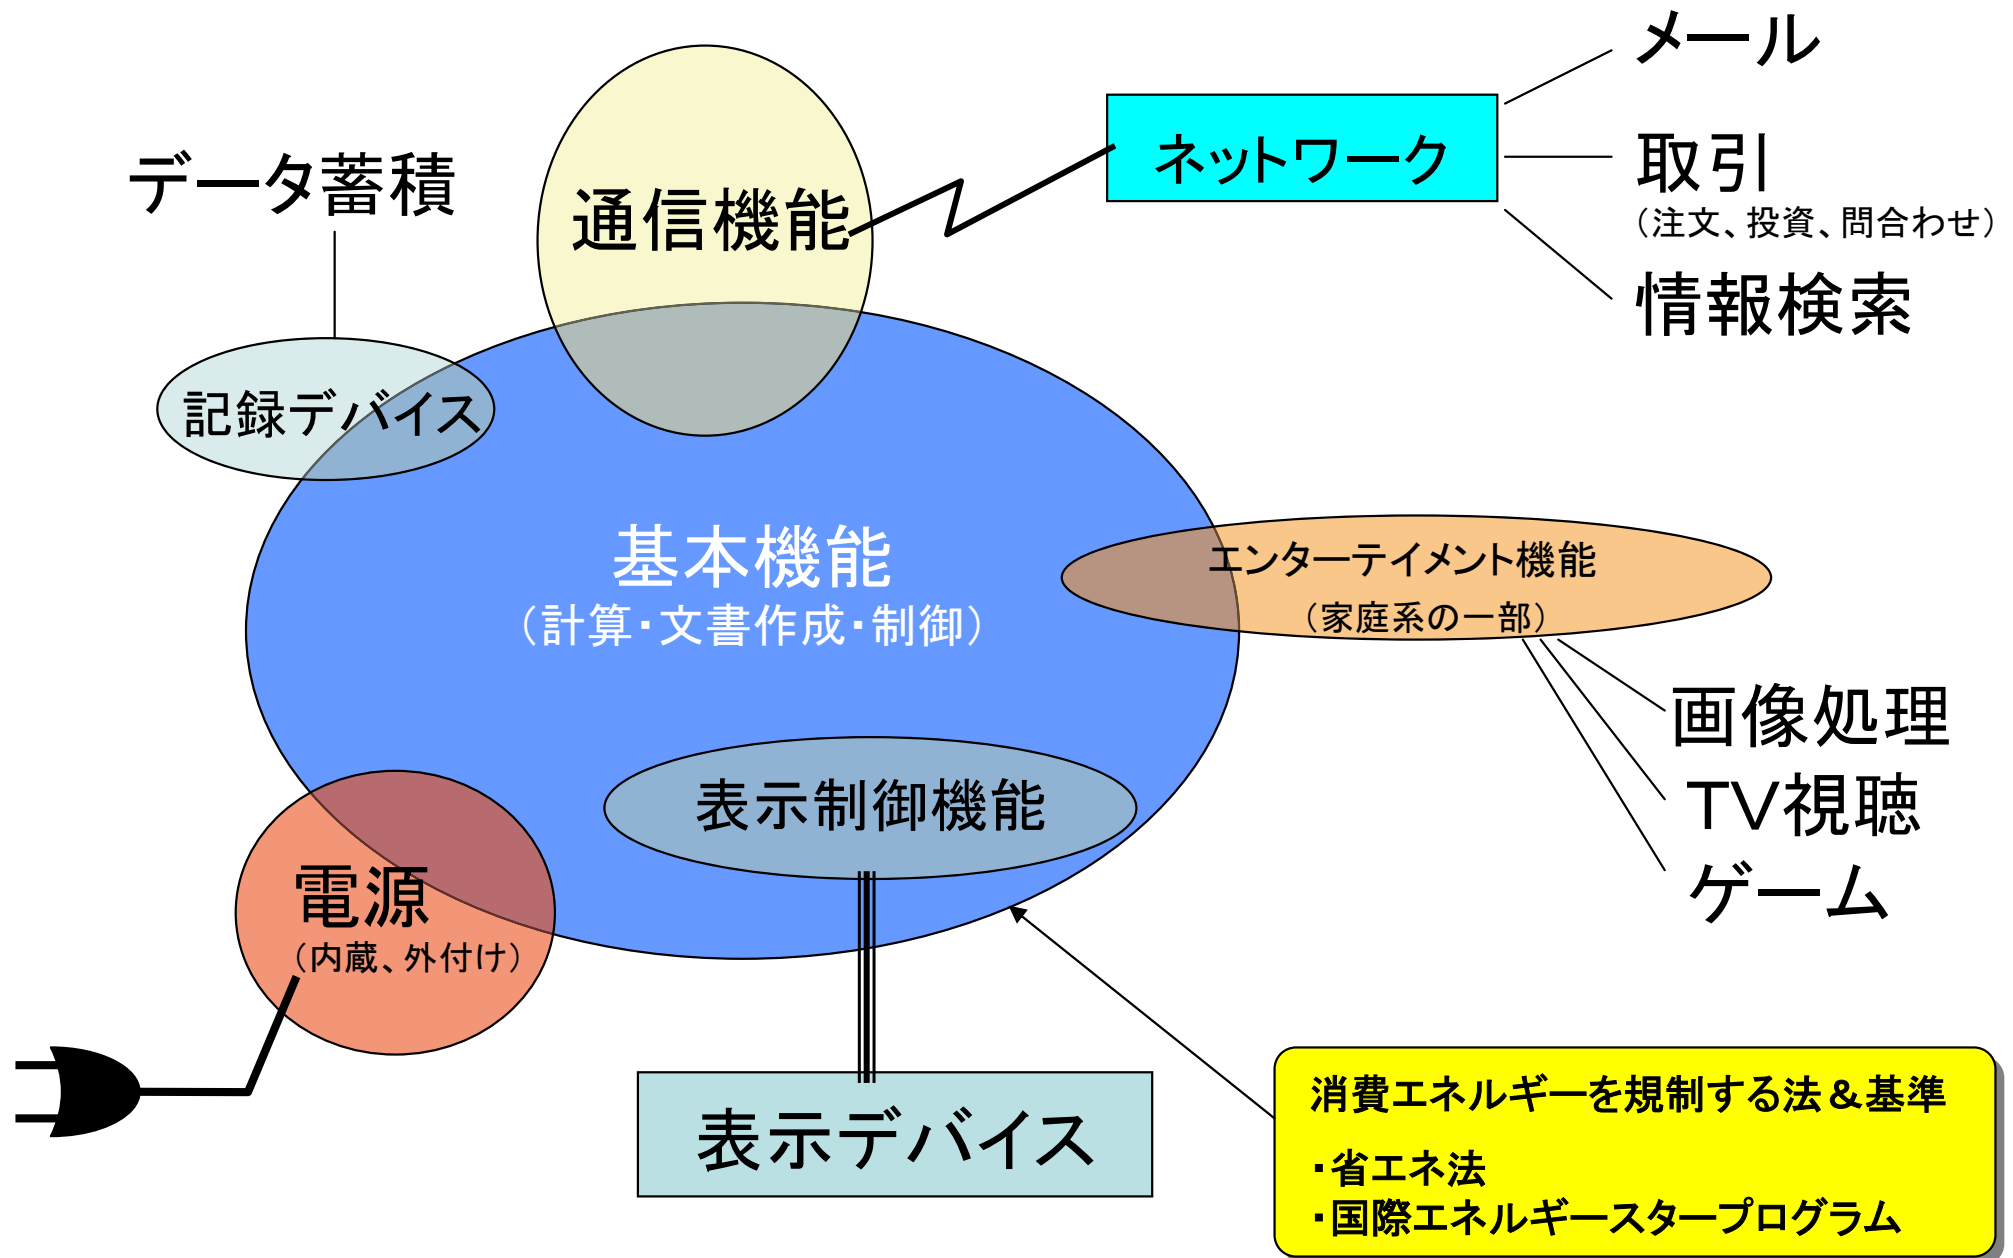 メール
ネットワーク
取引
（注文、投資、問合わせ）
情報検索
データ蓄積
通信機能
記録デバイス
基本機能
（計算・文書作成・制御）
エンターテイメント機能
（家庭系の一部）
画像処理
TV視聴
ゲーム
表示制御機能
電源
（内蔵、外付け）
表示デバイス
消費エネルギーを規制する法＆基準
・省エネ法
・国際エネルギースタープログラム